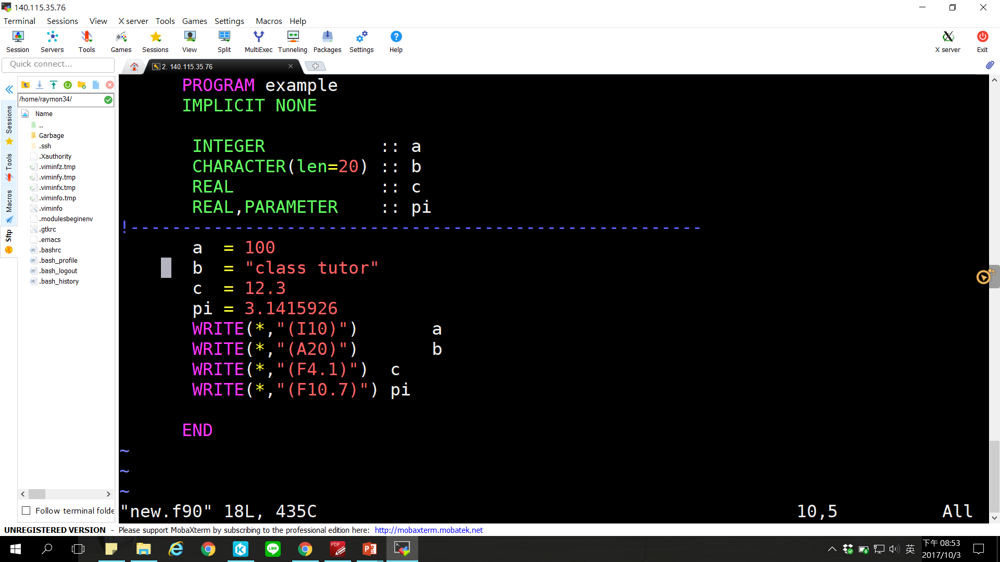 140.115.35.76
Terminal Sessions View X server Tools Games Settings Macros Help
Session Servers Tools Games Sessions View Split MultiExec Tunneling Packages Settings Help X server Exit
Quick connect...
2. 140.115.35.76
/home/raymon34/
Sessions
Tools
Macros
Sftp
Name
..
Garbage
.ssh
.Xauthority
.viminfz.tmp
.viminfy.tmp
.viminfx.tmp
.viminfo.tmp
.viminfo
.modulesbeginenv
.gtkrc
.emacs
.bashrc
.bash_profile
.bash_logout
.bash_history
Follow terminal folde
PROGRAM example
IMPLICIT NONE
INTEGER :: a
CHARACTER(len=20) :: b
REAL :: c
REAL,PARAMETER :: pi
!-------------------------------------------------------
a = 100
b = "class tutor"
c = 12.3
pi = 3.1415926
WRITE(*,"(I10)") a
WRITE(*,"(A20)") b
WRITE(*,"(F4.1)") c
WRITE(*,"(F10.7)") pi
END
~
~
~
"new.f90" 18L, 435C 10,5 All
UNREGISTERED VERSION - Please support MobaXterm by subscribing to the professional edition here: http://mobaxterm.mobatek.net
PDF
LINE
英
下午 08:53
2017/10/3